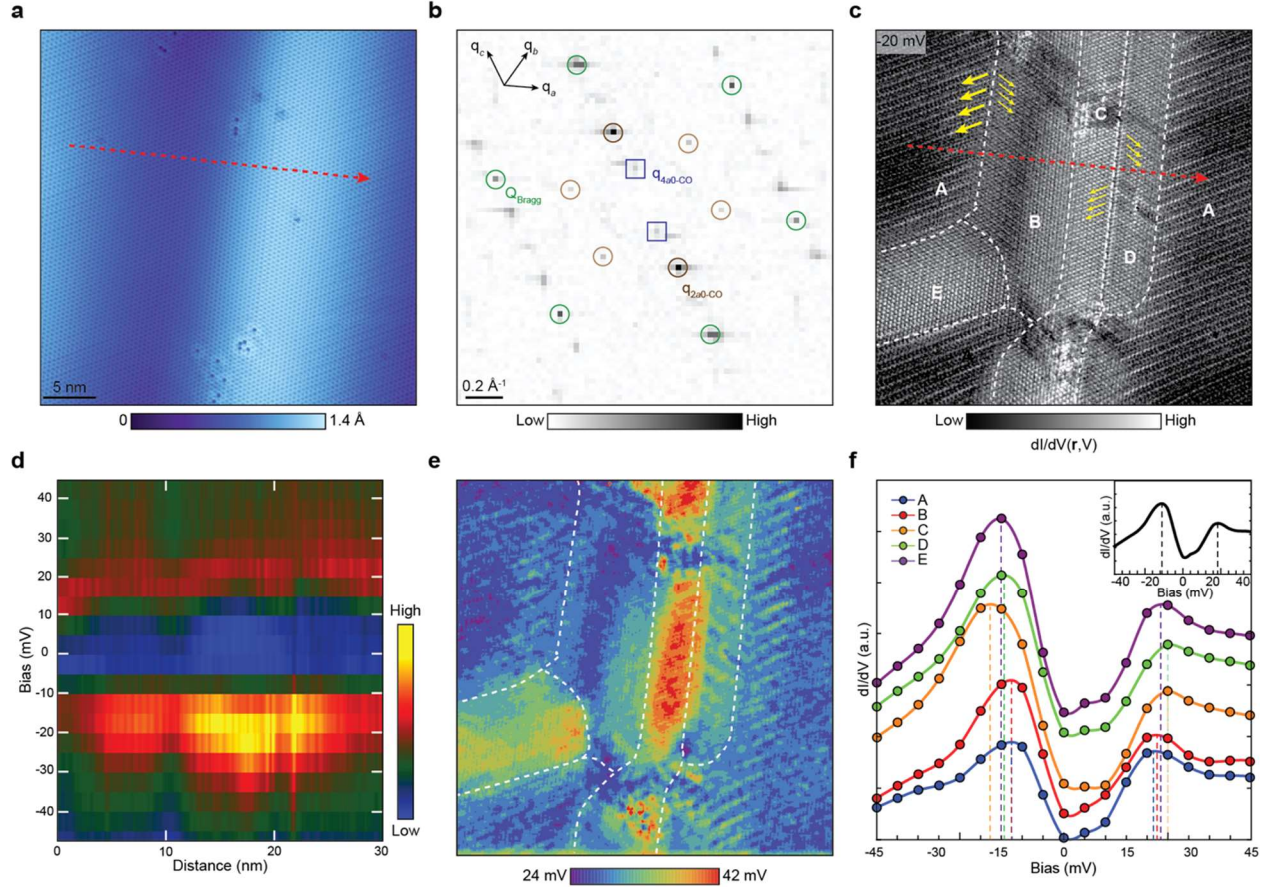 a
5 nm
0
1.4 Å
b
q_c
q_b
q_a
Q_Bragg
q_4a0-CO
q_2a0-CO
0.2 Å⁻¹
Low
High
c
-20 mV
A
B
C
D
A
E
Low
High
dI/dV(r,V)
d
Bias (mV)
40
30
20
10
0
-10
-20
-30
-40
0
10
20
30
Distance (nm)
High
Low
e
24 mV
42 mV
f
dI/dV (a.u.)
A
B
C
D
E
-45
-30
-15
0
15
30
45
Bias (mV)
dI/dV (a.u.)
-40
-20
0
20
40
Bias (mV)